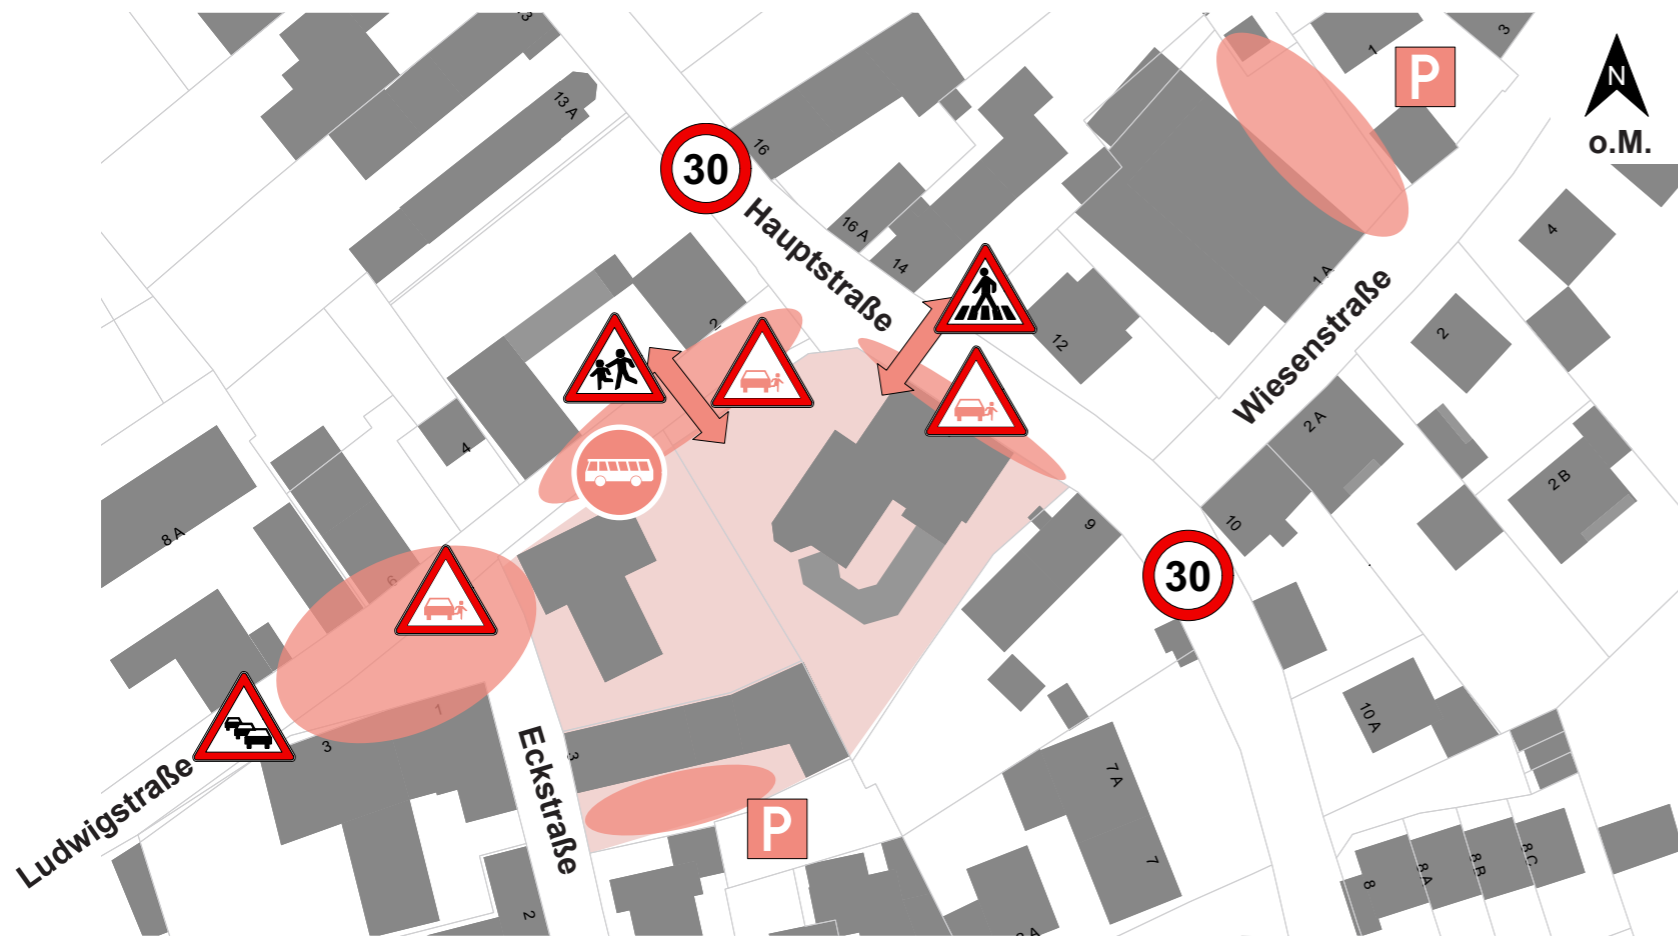 3
1
3
P
N
o.M.
13 A
16
30
Hauptstraße
16 A
14
4
1 A
12
2
Wiesenstraße
2 A
4
2 B
8 A
9
10
6
30
1
3
10 A
Ludwigstraße
Eckstraße
3
P
7 A
7
8
8 A
8 B
8 C
2